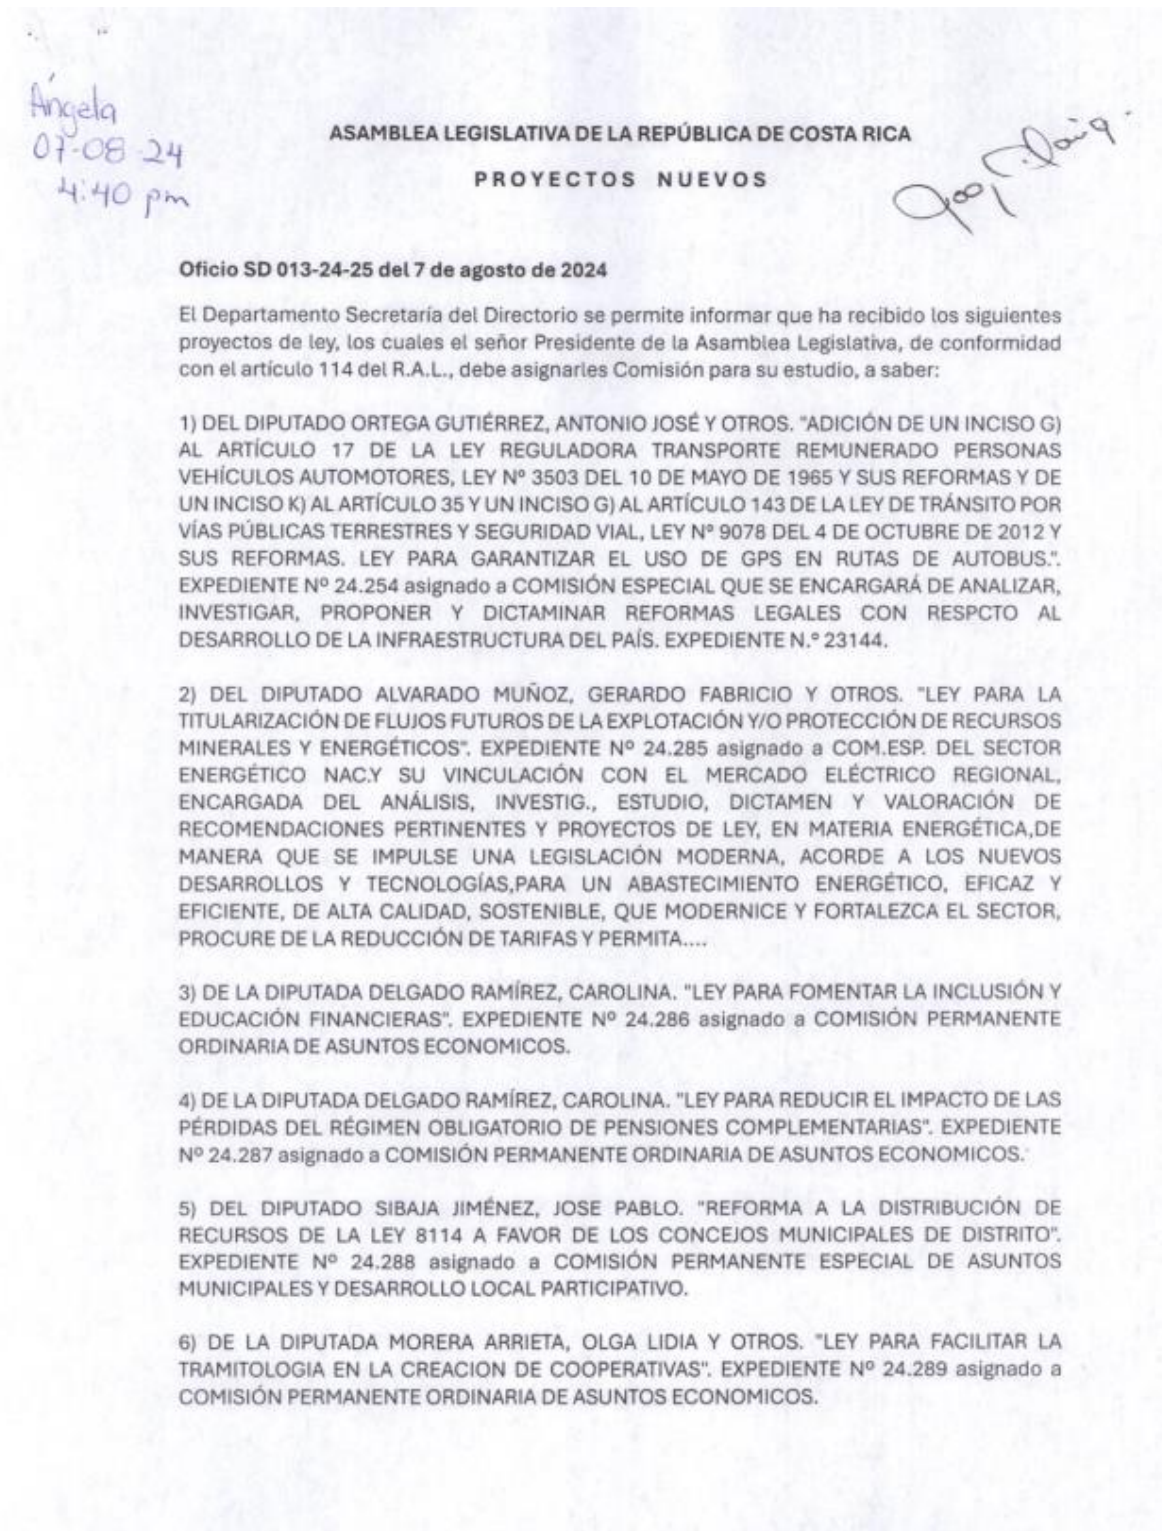 Ángela
07-08-24
4:40 pm
ASAMBLEA LEGISLATIVA DE LA REPÚBLICA DE COSTA RICA
PROYECTOS NUEVOS
Oficio SD 013-24-25 del 7 de agosto de 2024
El Departamento Secretaría del Directorio se permite informar que ha recibido los siguientes
proyectos de ley, los cuales el señor Presidente de la Asamblea Legislativa, de conformidad
con el artículo 114 del R.A.L., debe asignarles Comisión para su estudio, a saber:
1) DEL DIPUTADO ORTEGA GUTIÉRREZ, ANTONIO JOSÉ Y OTROS. "ADICIÓN DE UN INCISO G)
AL ARTÍCULO 17 DE LA LEY REGULADORA TRANSPORTE REMUNERADO PERSONAS
VEHÍCULOS AUTOMOTORES, LEY Nº 3503 DEL 10 DE MAYO DE 1965 Y SUS REFORMAS Y DE
UN INCISO K) AL ARTÍCULO 35 Y UN INCISO G) AL ARTÍCULO 143 DE LA LEY DE TRÁNSITO POR
VÍAS PÚBLICAS TERRESTRES Y SEGURIDAD VIAL, LEY Nº 9078 DEL 4 DE OCTUBRE DE 2012 Y
SUS REFORMAS. LEY PARA GARANTIZAR EL USO DE GPS EN RUTAS DE AUTOBUS.".
EXPEDIENTE Nº 24.254 asignado a COMISIÓN ESPECIAL QUE SE ENCARGARÁ DE ANALIZAR,
INVESTIGAR, PROPONER Y DICTAMINAR REFORMAS LEGALES CON RESPCTO AL
DESARROLLO DE LA INFRAESTRUCTURA DEL PAÍS. EXPEDIENTE N.º 23144.
2) DEL DIPUTADO ALVARADO MUÑOZ, GERARDO FABRICIO Y OTROS. "LEY PARA LA
TITULARIZACIÓN DE FLUJOS FUTUROS DE LA EXPLOTACIÓN Y/O PROTECCIÓN DE RECURSOS
MINERALES Y ENERGÉTICOS". EXPEDIENTE Nº 24.285 asignado a COM.ESP. DEL SECTOR
ENERGÉTICO NAC.Y SU VINCULACIÓN CON EL MERCADO ELÉCTRICO REGIONAL,
ENCARGADA DEL ANÁLISIS, INVESTIG., ESTUDIO, DICTAMEN Y VALORACIÓN DE
RECOMENDACIONES PERTINENTES Y PROYECTOS DE LEY, EN MATERIA ENERGÉTICA,DE
MANERA QUE SE IMPULSE UNA LEGISLACIÓN MODERNA, ACORDE A LOS NUEVOS
DESARROLLOS Y TECNOLOGÍAS,PARA UN ABASTECIMIENTO ENERGÉTICO, EFICAZ Y
EFICIENTE, DE ALTA CALIDAD, SOSTENIBLE, QUE MODERNICE Y FORTALEZCA EL SECTOR,
PROCURE DE LA REDUCCIÓN DE TARIFAS Y PERMITA....
3) DE LA DIPUTADA DELGADO RAMÍREZ, CAROLINA. "LEY PARA FOMENTAR LA INCLUSIÓN Y
EDUCACIÓN FINANCIERAS". EXPEDIENTE Nº 24.286 asignado a COMISIÓN PERMANENTE
ORDINARIA DE ASUNTOS ECONOMICOS.
4) DE LA DIPUTADA DELGADO RAMÍREZ, CAROLINA. "LEY PARA REDUCIR EL IMPACTO DE LAS
PÉRDIDAS DEL RÉGIMEN OBLIGATORIO DE PENSIONES COMPLEMENTARIAS". EXPEDIENTE
Nº 24.287 asignado a COMISIÓN PERMANENTE ORDINARIA DE ASUNTOS ECONOMICOS.
5) DEL DIPUTADO SIBAJA JIMÉNEZ, JOSE PABLO. "REFORMA A LA DISTRIBUCIÓN DE
RECURSOS DE LA LEY 8114 A FAVOR DE LOS CONCEJOS MUNICIPALES DE DISTRITO".
EXPEDIENTE Nº 24.288 asignado a COMISIÓN PERMANENTE ESPECIAL DE ASUNTOS
MUNICIPALES Y DESARROLLO LOCAL PARTICIPATIVO.
6) DE LA DIPUTADA MORERA ARRIETA, OLGA LIDIA Y OTROS. "LEY PARA FACILITAR LA
TRAMITOLOGIA EN LA CREACION DE COOPERATIVAS". EXPEDIENTE Nº 24.289 asignado a
COMISIÓN PERMANENTE ORDINARIA DE ASUNTOS ECONOMICOS.